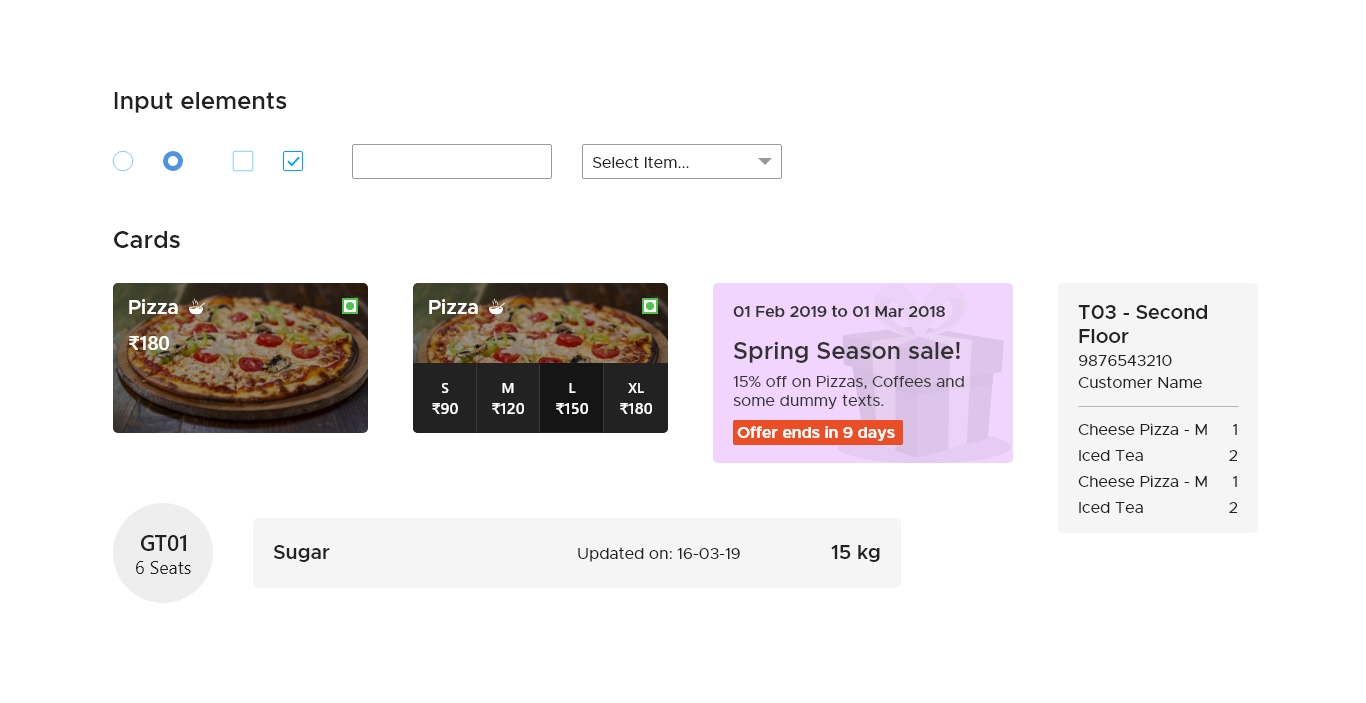 Input elements
Select Item...
Cards
Pizza
₹180
Pizza
S M L XL
₹90 ₹120 ₹150 ₹180
01 Feb 2019 to 01 Mar 2018
Spring Season sale!
15% off on Pizzas, Coffees and
some dummy texts.
Offer ends in 9 days
T03 - Second
Floor
9876543210
Customer Name
Cheese Pizza - M 1
Iced Tea 2
Cheese Pizza - M 1
Iced Tea 2
GT01
6 Seats
Sugar Updated on: 16-03-19 15 kg